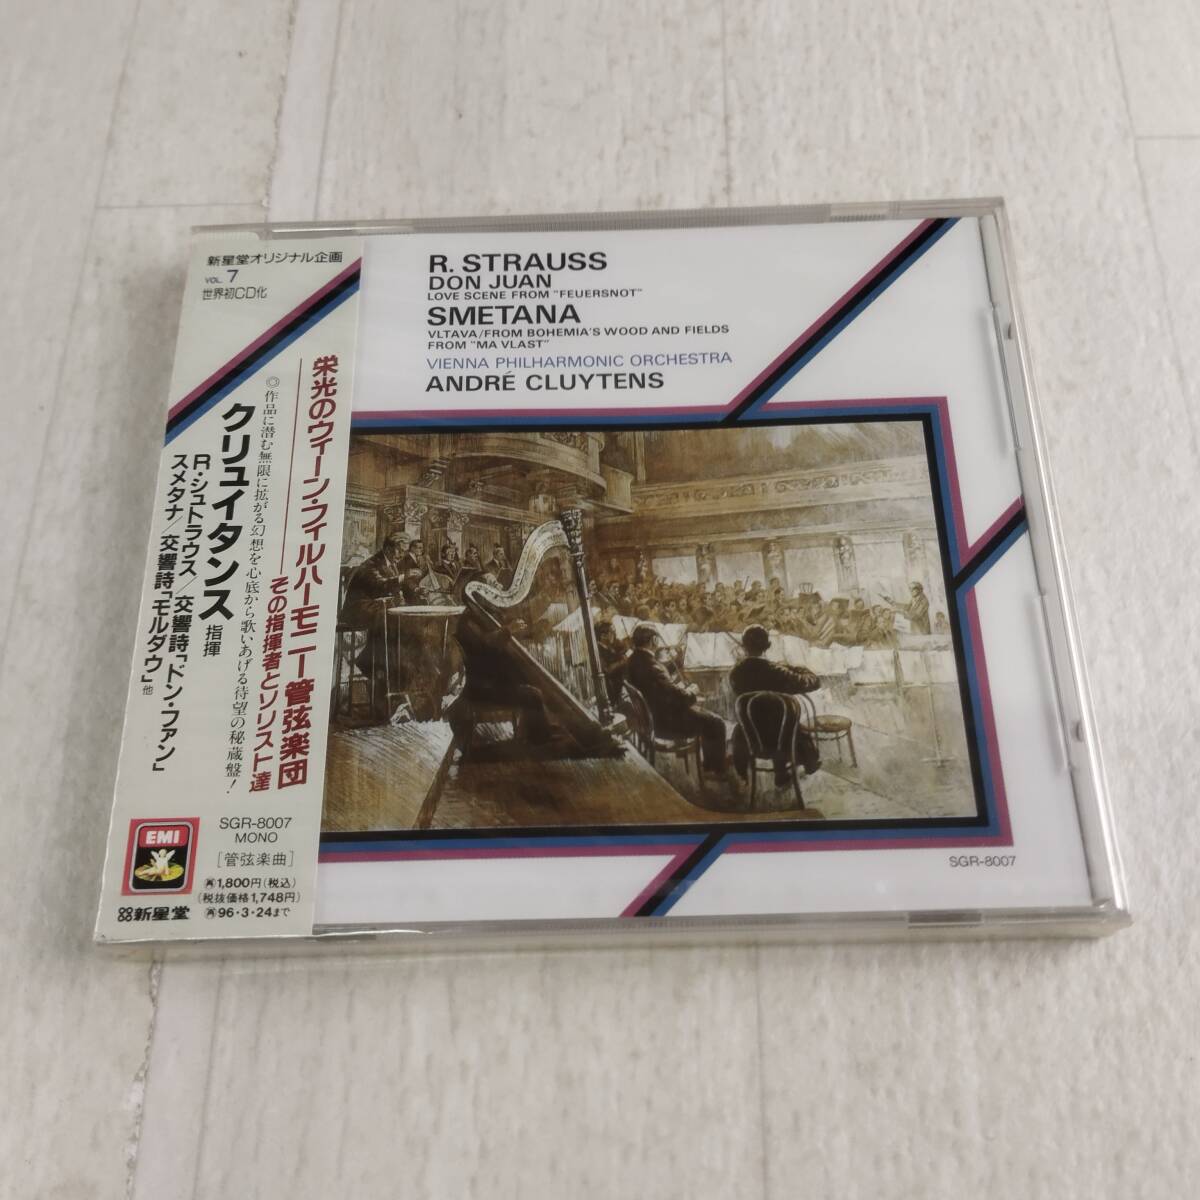 新星堂オリジナル企画
VOL. 7
世界初CD化
栄光のウィーン・フィルハーモニー管弦楽団
──その指揮者とソリスト達
◎作品に潜む無限に拡がる幻想を心底から歌いあげる待望の秘蔵盤!
クリュイタンス 指揮
R・シュトラウス/交響詩「ドン・ファン」
スメタナ/交響詩「モルダウ」他
EMI
SGR-8007
MONO
[管弦楽曲]
再1,800円(税込)
(税抜価格1,748円)
再96・3・24まで
新星堂
R. STRAUSS
DON JUAN
LOVE SCENE FROM "FEUERSNOT"
SMETANA
VLTAVA/FROM BOHEMIA'S WOOD AND FIELDS
FROM "MA VLAST"
VIENNA PHILHARMONIC ORCHESTRA
ANDRÉ CLUYTENS
SGR-8007